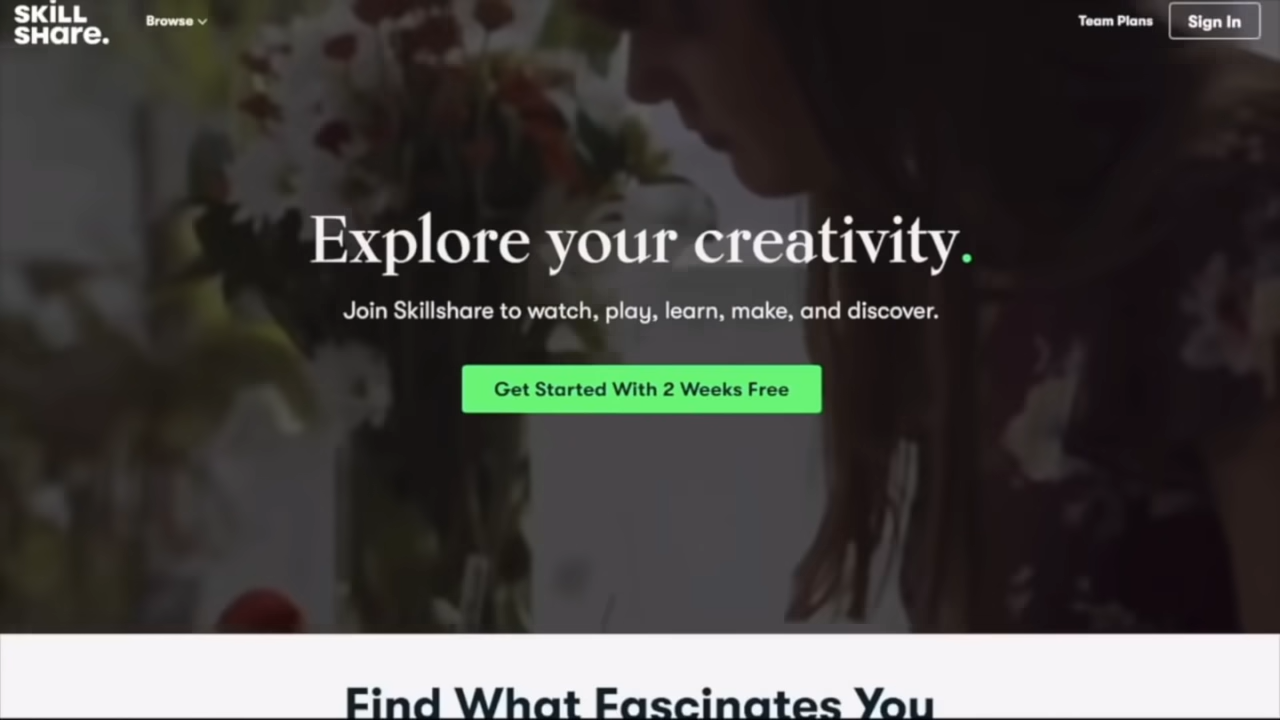 SKiLL
SHare.
Browse
Team Plans
Sign In
Explore your creativity.
Join Skillshare to watch, play, learn, make, and discover.
Get Started With 2 Weeks Free
Find What Fascinates You